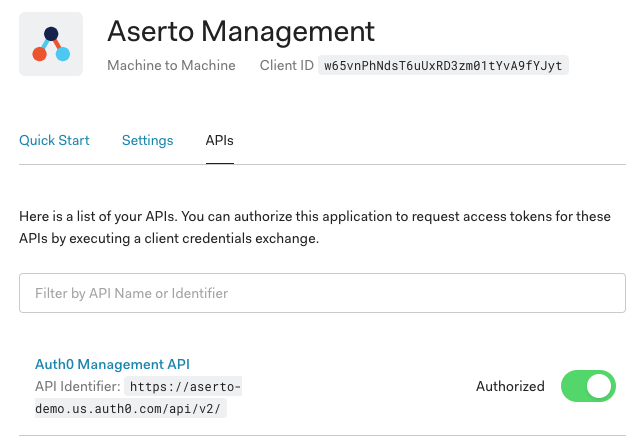 Aserto Management
Machine to Machine Client ID w65vnPhNdsT6uUxRD3zm01tYvA9fYJyt
Quick Start Settings APIs
Here is a list of your APIs. You can authorize this application to request access tokens for these
APIs by executing a client credentials exchange.
Filter by API Name or Identifier
Auth0 Management API
API Identifier: https://aserto-
demo.us.auth0.com/api/v2/
Authorized